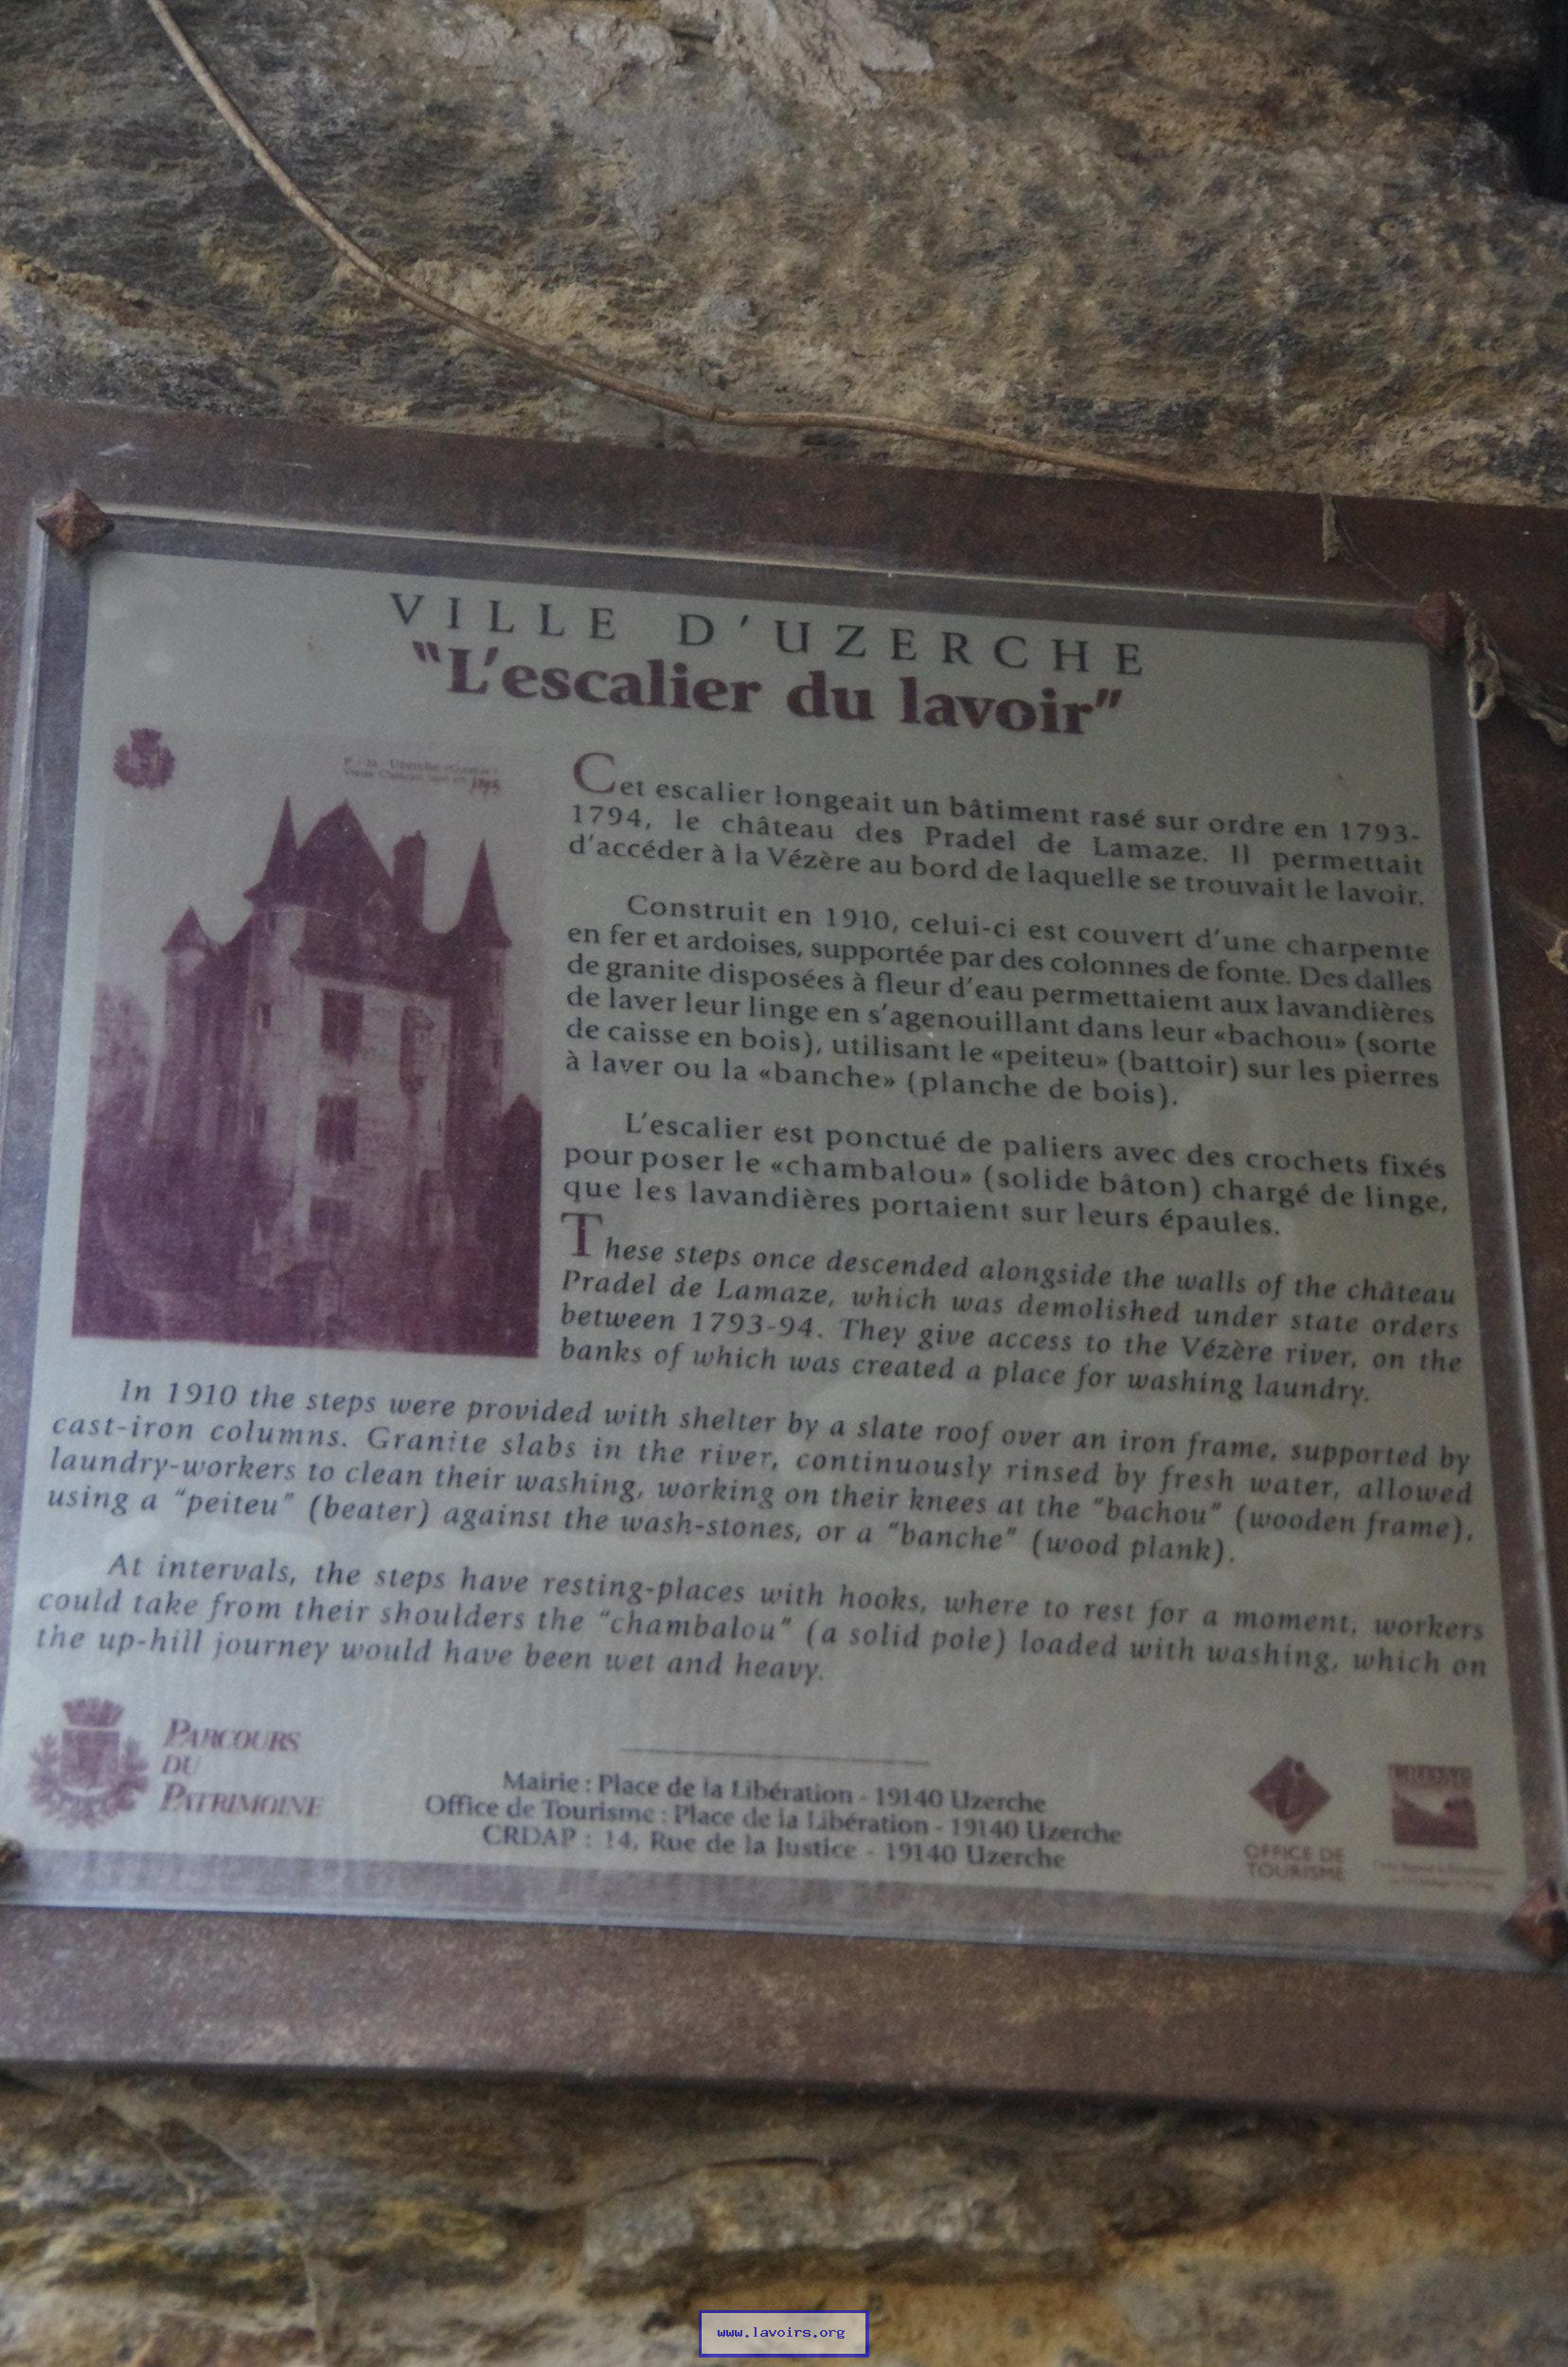 VILLE D'UZERCHE
"L'escalier du lavoir"
Uzerche
Cet escalier longeait un bâtiment rasé sur ordre en 1793-
1794, le château des Pradel de Lamaze. Il permettait
d'accéder à la Vézère au bord de laquelle se trouvait le lavoir.
Construit en 1910, celui-ci est couvert d'une charpente
en fer et ardoises, supportée par des colonnes de fonte. Des dalles
de granite disposées à fleur d'eau permettaient aux lavandières
de laver leur linge en s'agenouillant dans leur «bachou» (sorte
de caisse en bois), utilisant le «peiteu» (battoir) sur les pierres
à laver ou la «banche» (planche de bois).
L'escalier est ponctué de paliers avec des crochets fixés
pour poser le «chambalou» (solide bâton) chargé de linge,
que les lavandières portaient sur leurs épaules.
These steps once descended alongside the walls of the château
Pradel de Lamaze, which was demolished under state orders
between 1793-94. They give access to the Vézère river, on the
banks of which was created a place for washing laundry.
In 1910 the steps were provided with shelter by a slate roof over an iron frame, supported by
cast-iron columns. Granite slabs in the river, continuously rinsed by fresh water, allowed
laundry-workers to clean their washing, working on their knees at the "bachou" (wooden frame),
using a "peiteu" (beater) against the wash-stones, or a "banche" (wood plank).
At intervals, the steps have resting-places with hooks, where to rest for a moment, workers
could take from their shoulders the "chambalou" (a solid pole) loaded with washing, which on
the up-hill journey would have been wet and heavy.
PARCOURS
DU
PATRIMOINE
Mairie : Place de la Libération - 19140 Uzerche
Office de Tourisme : Place de la Libération - 19140 Uzerche
CRDAP : 14, Rue de la Justice - 19140 Uzerche
OFFICE DE
TOURISME
www.lavoirs.org